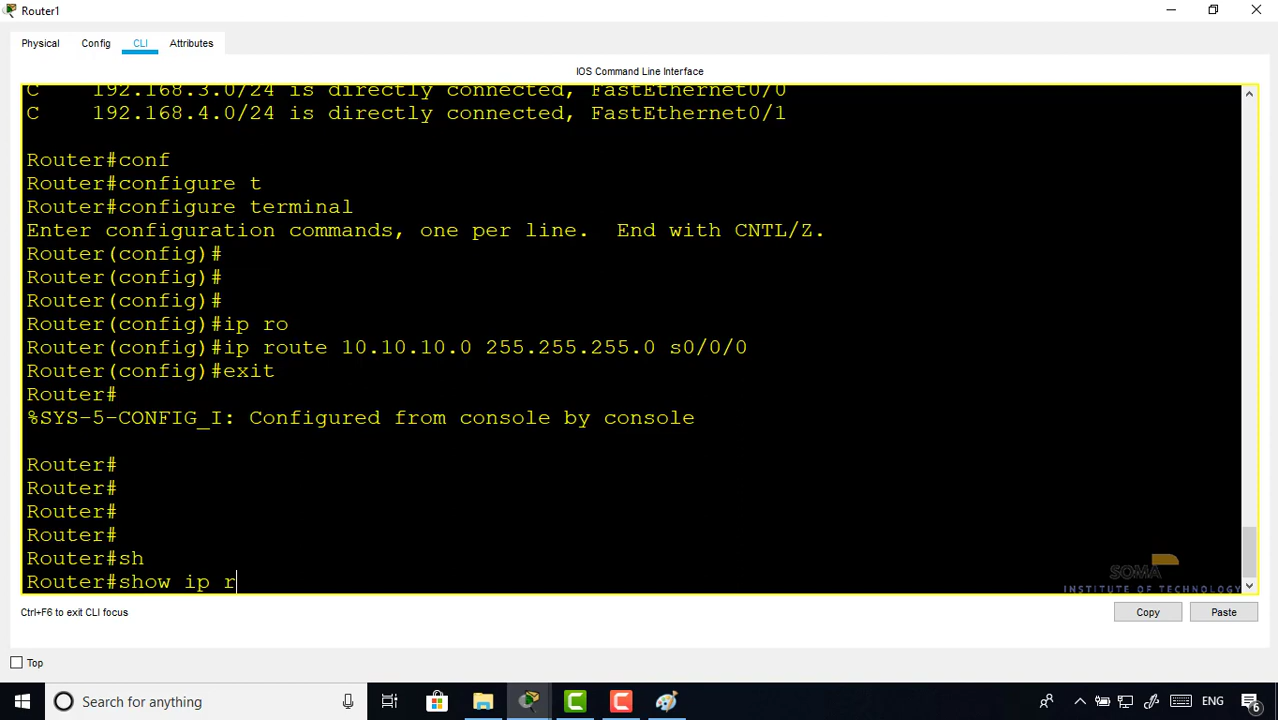 Router1
Physical Config CLI Attributes
IOS Command Line Interface
C 192.168.3.0/24 is directly connected, FastEthernet0/0
C 192.168.4.0/24 is directly connected, FastEthernet0/1
Router#conf
Router#configure t
Router#configure terminal
Enter configuration commands, one per line. End with CNTL/Z.
Router(config)#
Router(config)#
Router(config)#
Router(config)#ip ro
Router(config)#ip route 10.10.10.0 255.255.255.0 s0/0/0
Router(config)#exit
Router#
%SYS-5-CONFIG_I: Configured from console by console
Router#
Router#
Router#
Router#
Router#sh
Router#show ip r
SOMA
INSTITUTE OF TECHNOLOGY
Ctrl+F6 to exit CLI focus
Copy Paste
Top
Search for anything
ENG
6